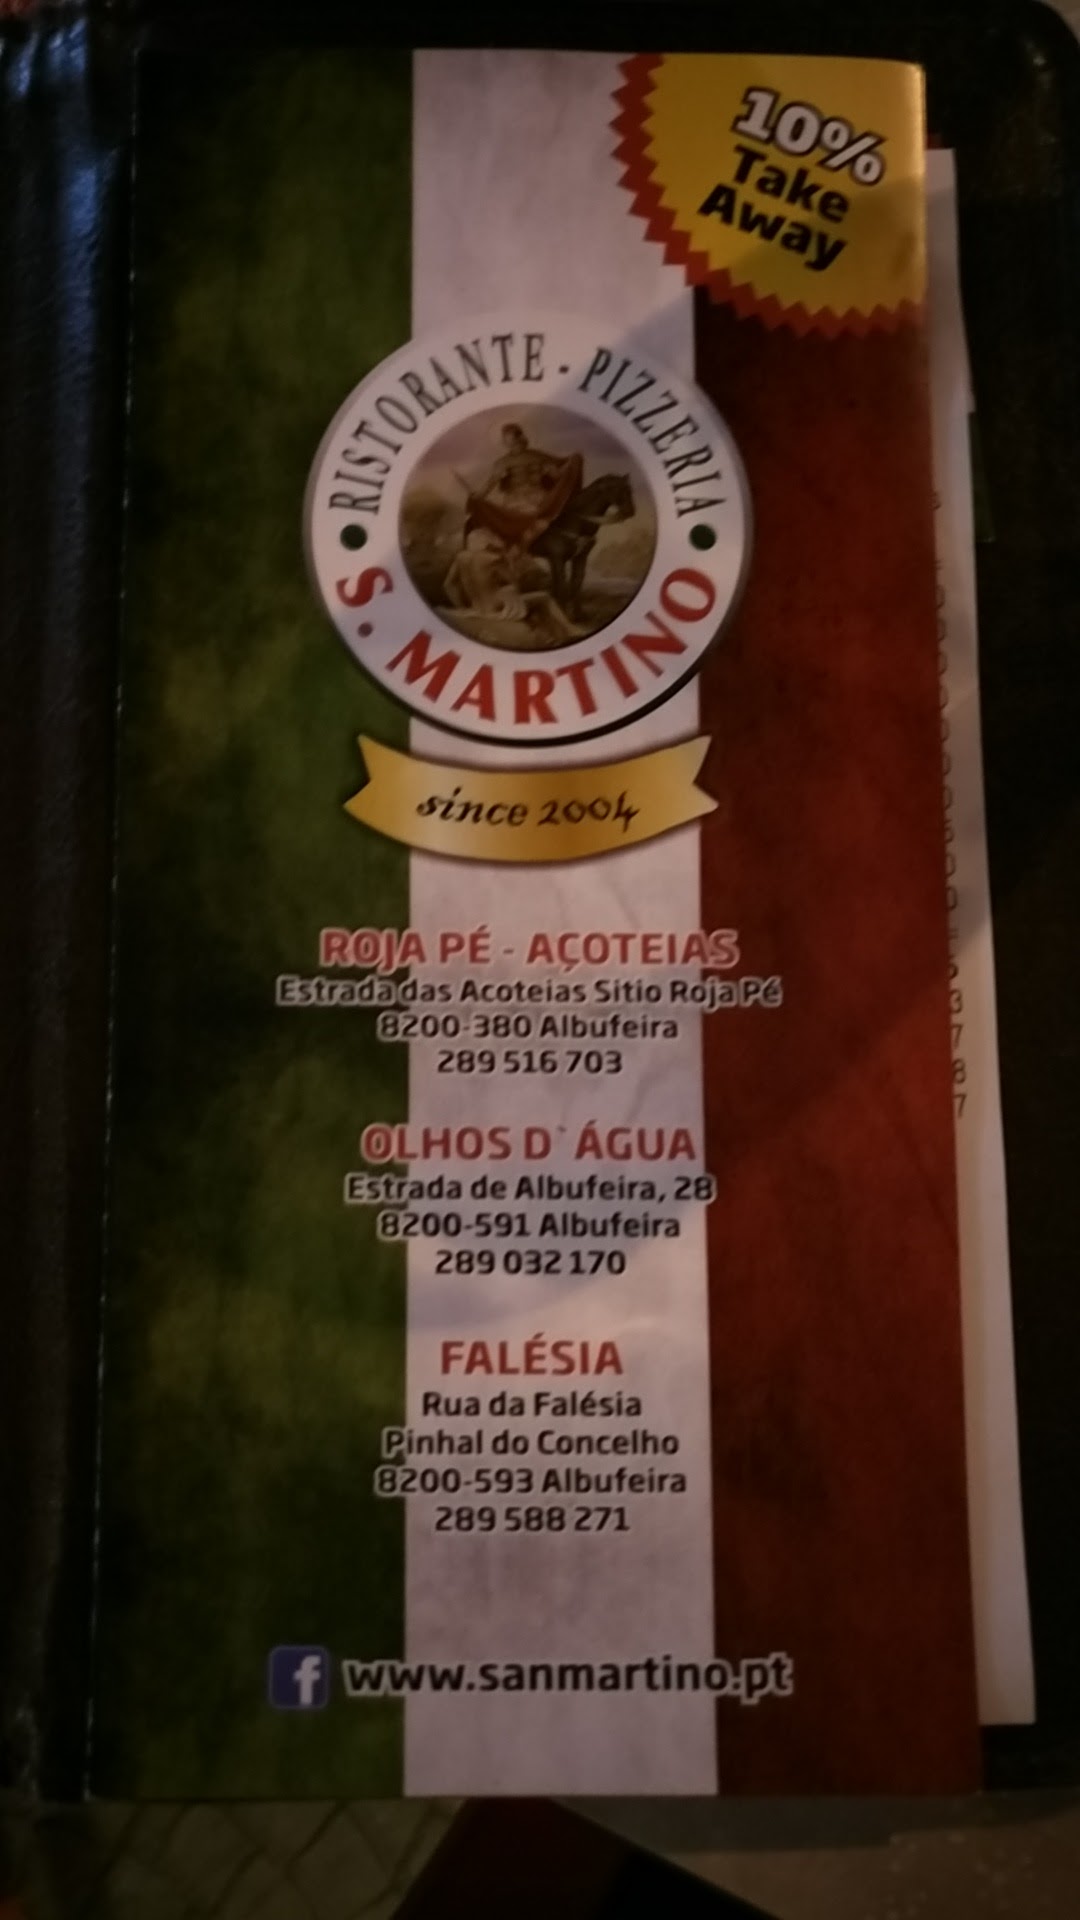 10%
Take
Away
RISTORANTE - PIZZERIA
S. MARTINO
since 2004
ROJA PÉ - AÇOTEIAS
Estrada das Acoteias Sitio Roja Pé
8200-380 Albufeira
289 516 703
OLHOS D`ÁGUA
Estrada de Albufeira, 28
8200-591 Albufeira
289 032 170
FALÉSIA
Rua da Falésia
Pinhal do Concelho
8200-593 Albufeira
289 588 271
f www.sanmartino.pt